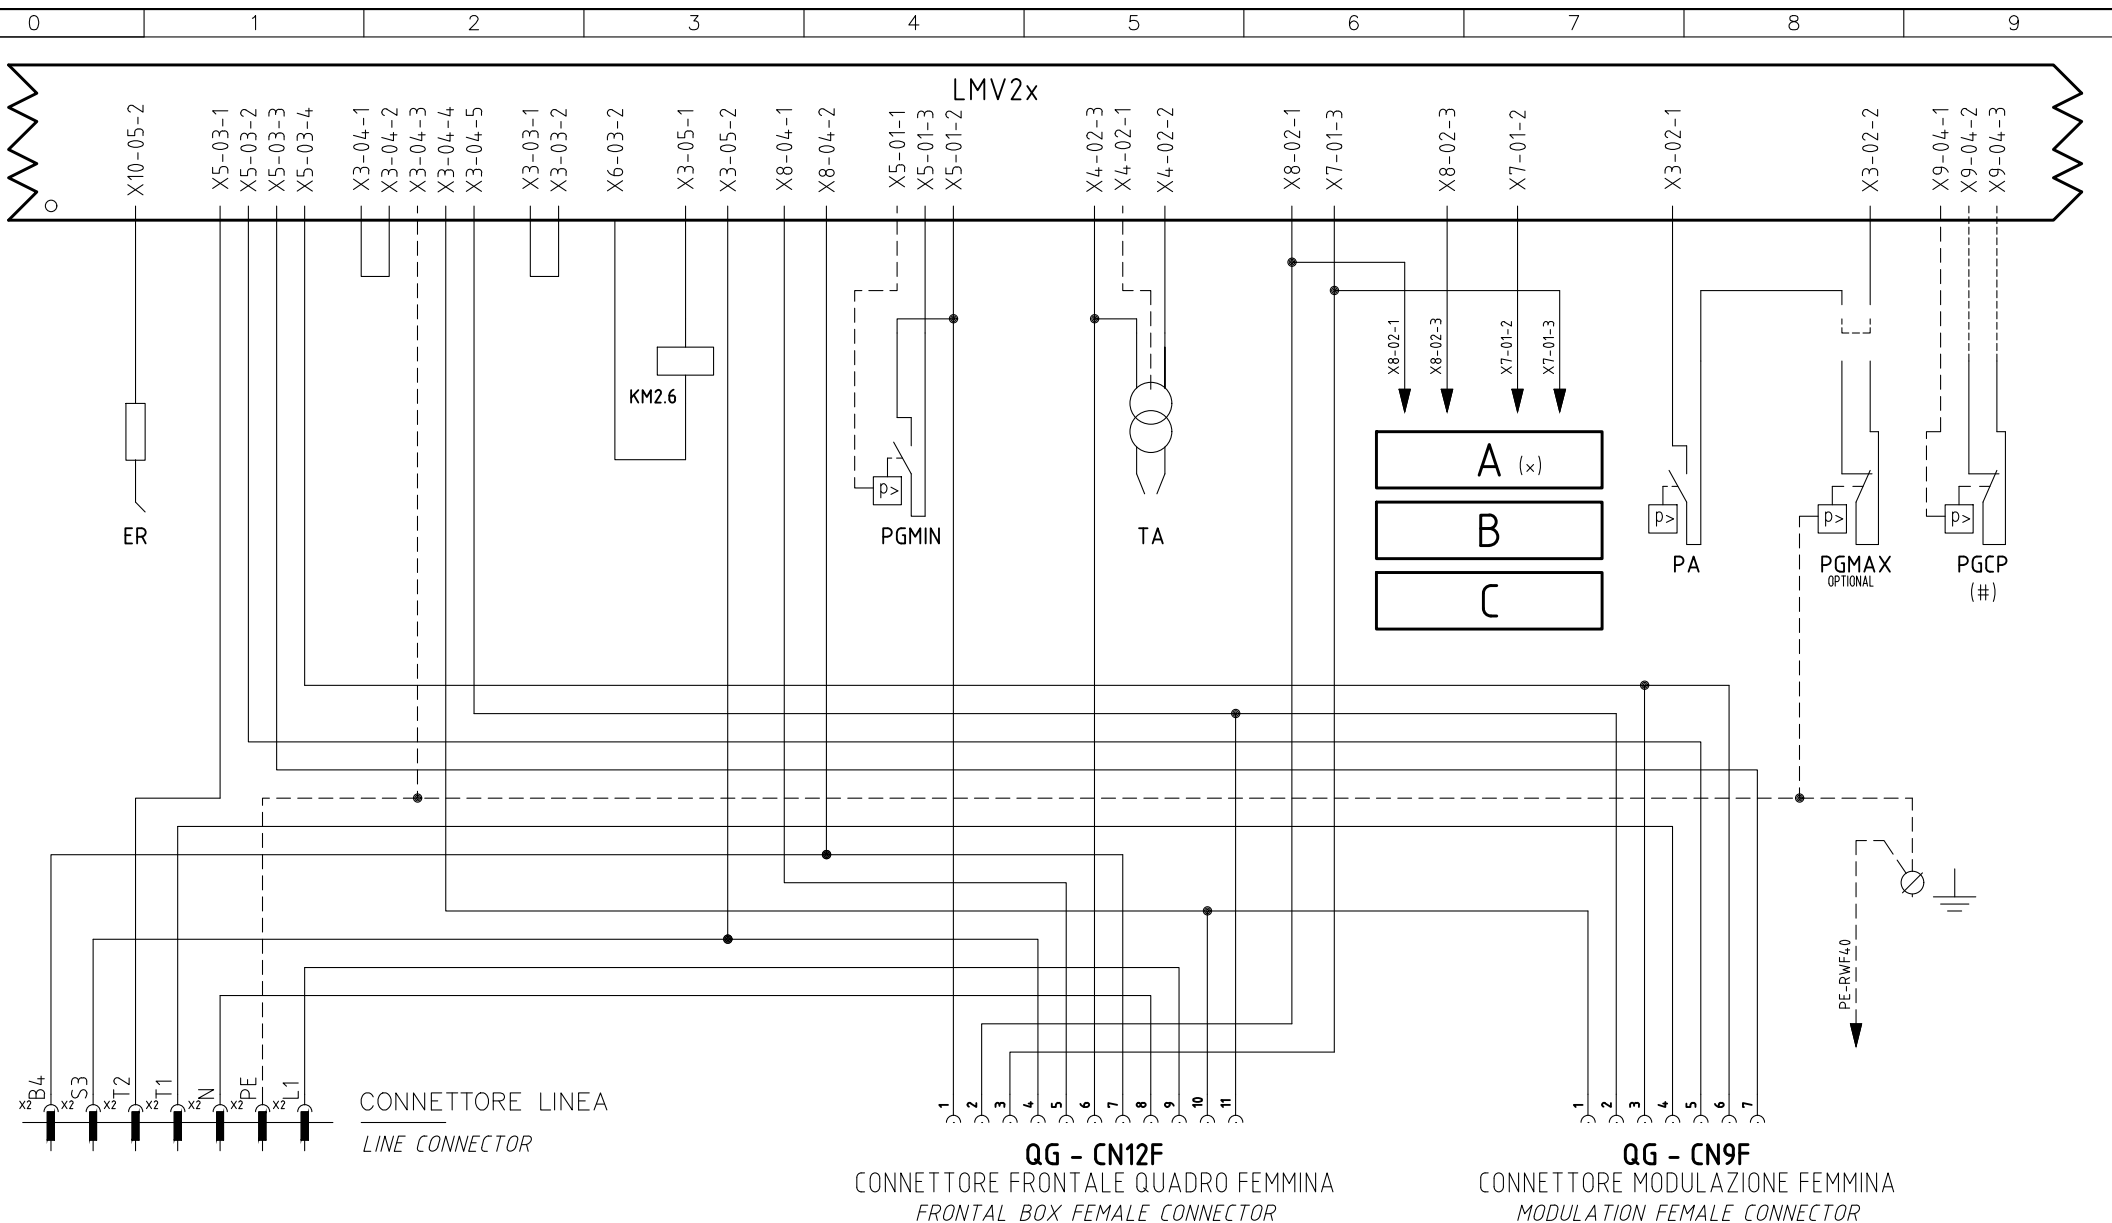 0 1 2 3 4 5 6 7 8 9
LMV2x
X10-05-2
X5-03-1
X5-03-2
X5-03-3
X5-03-4
X3-04-1
X3-04-2
X3-04-3
X3-04-4
X3-04-5
X3-03-1
X3-03-2
X6-03-2
X3-05-1
X3-05-2
X8-04-1
X8-04-2
X5-01-1
X5-01-3
X5-01-2
X4-02-3
X4-02-1
X4-02-2
X8-02-1
X7-01-3
X8-02-3
X7-01-2
X3-02-1
X3-02-2
X9-04-1
X9-04-2
X9-04-3
X8-02-1
X8-02-3
X7-01-2
X7-01-3
KM2.6
A (x)
B
C
p>
p>
p>
p>
ER
PGMIN
TA
PA
PGMAX
OPTIONAL
PGCP
(#)
PE-RWF40
B4
S3
T2
T1
N
PE
L1
x2 x2 x2 x2 x2 x2 x2
CONNETTORE LINEA
LINE CONNECTOR
1 2 3 4 5 6 7 8 9 10 11
QG - CN12F
CONNETTORE FRONTALE QUADRO FEMMINA
FRONTAL BOX FEMALE CONNECTOR
1 2 3 4 5 6 7
QG - CN9F
CONNETTORE MODULAZIONE FEMMINA
MODULATION FEMALE CONNECTOR